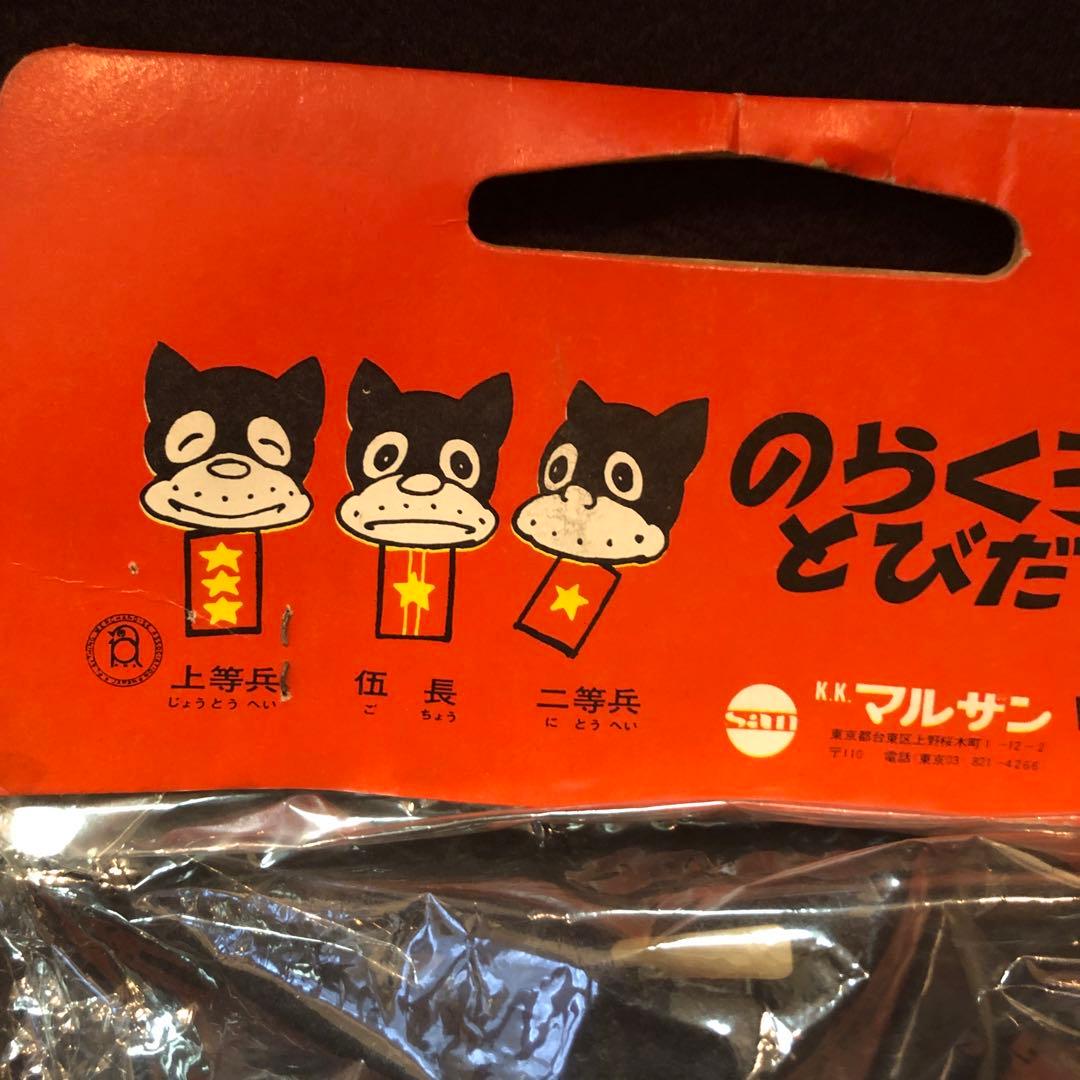 のらくろ
とびだ
上等兵
じょうとう へい
伍 長
ご ちょう
二等兵
に とう へい
san
K.K. マルサン
東京都台東区上野桜木町1-12-2
〒110 電話 東京03 821-4266